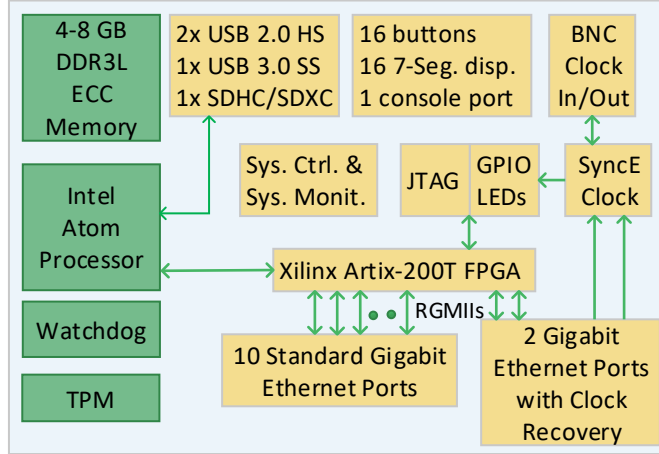 4-8 GB
DDR3L
ECC
Memory
2x USB 2.0 HS
1x USB 3.0 SS
1x SDHC/SDXC
16 buttons
16 7-Seg. disp.
1 console port
BNC
Clock
In/Out
Intel
Atom
Processor
Sys. Ctrl. &
Sys. Monit.
JTAG
GPIO
LEDs
SyncE
Clock
Xilinx Artix-200T FPGA
Watchdog
RGMIIs
TPM
10 Standard Gigabit
Ethernet Ports
2 Gigabit
Ethernet Ports
with Clock
Recovery